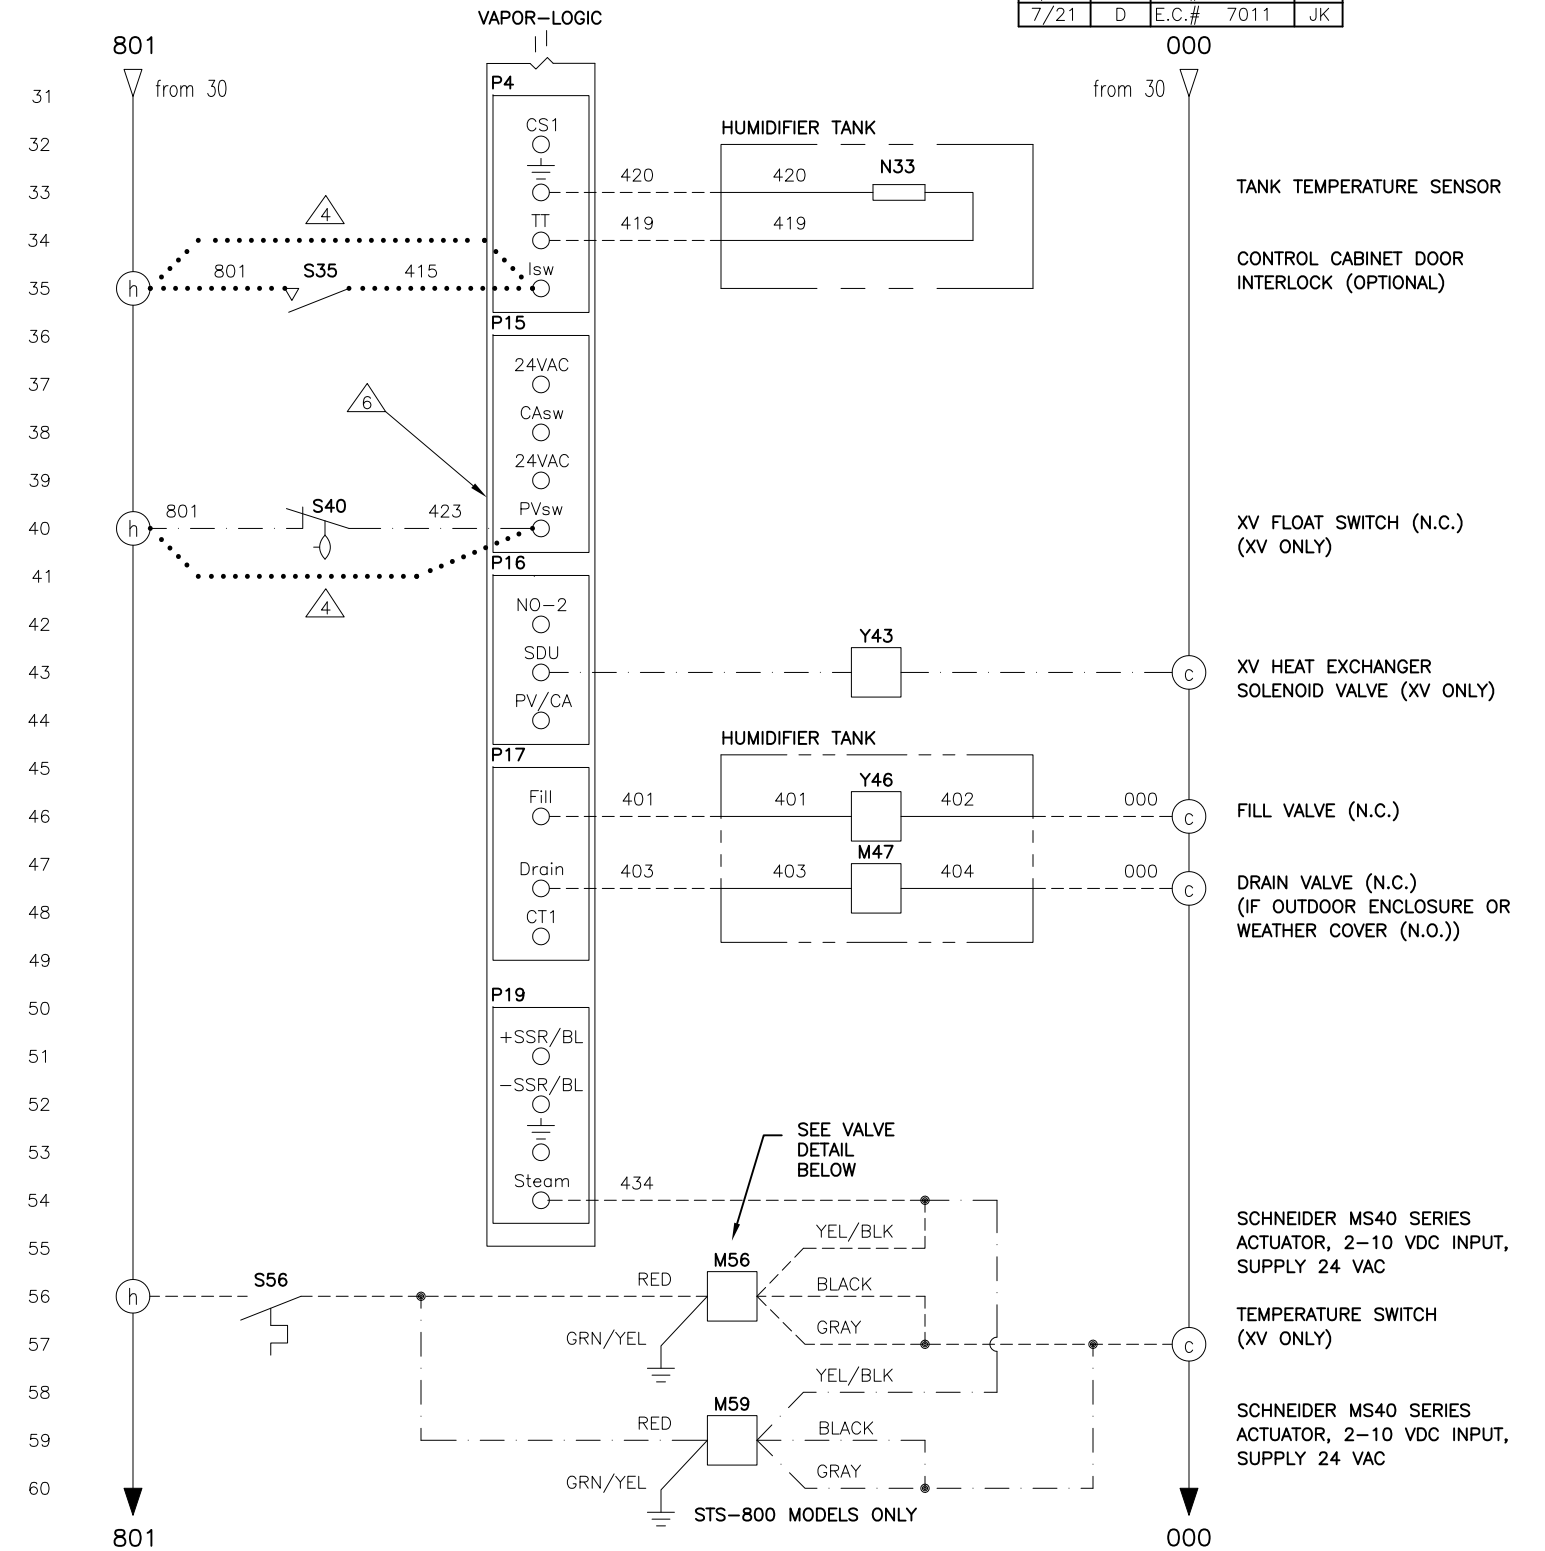 7/21 D E.C.# 7011 JK
VAPOR-LOGIC
801
000
from 30
from 30
31
P4
32
CS1
HUMIDIFIER TANK
33
420
420
N33
TANK TEMPERATURE SENSOR
4
34
TT
419
419
CONTROL CABINET DOOR
INTERLOCK (OPTIONAL)
35
h
801
S35
415
Isw
36
P15
37
24VAC
6
38
CAsw
39
24VAC
40
h
801
S40
423
PVsw
XV FLOAT SWITCH (N.C.)
(XV ONLY)
41
P16
4
42
NO-2
43
SDU
Y43
c
XV HEAT EXCHANGER
SOLENOID VALVE (XV ONLY)
44
PV/CA
45
P17
HUMIDIFIER TANK
46
Fill
401
401
Y46
402
000
c
FILL VALVE (N.C.)
47
Drain
403
403
M47
404
000
c
DRAIN VALVE (N.C.)
(IF OUTDOOR ENCLOSURE OR
WEATHER COVER (N.O.))
48
CT1
49
50
P19
51
+SSR/BL
52
-SSR/BL
53
SEE VALVE
DETAIL
BELOW
54
Steam
434
55
YEL/BLK
SCHNEIDER MS40 SERIES
ACTUATOR, 2-10 VDC INPUT,
SUPPLY 24 VAC
56
h
S56
RED
M56
BLACK
57
GRN/YEL
GRAY
c
TEMPERATURE SWITCH
(XV ONLY)
58
YEL/BLK
59
RED
M59
BLACK
SCHNEIDER MS40 SERIES
ACTUATOR, 2-10 VDC INPUT,
SUPPLY 24 VAC
60
GRN/YEL
GRAY
STS-800 MODELS ONLY
801
000